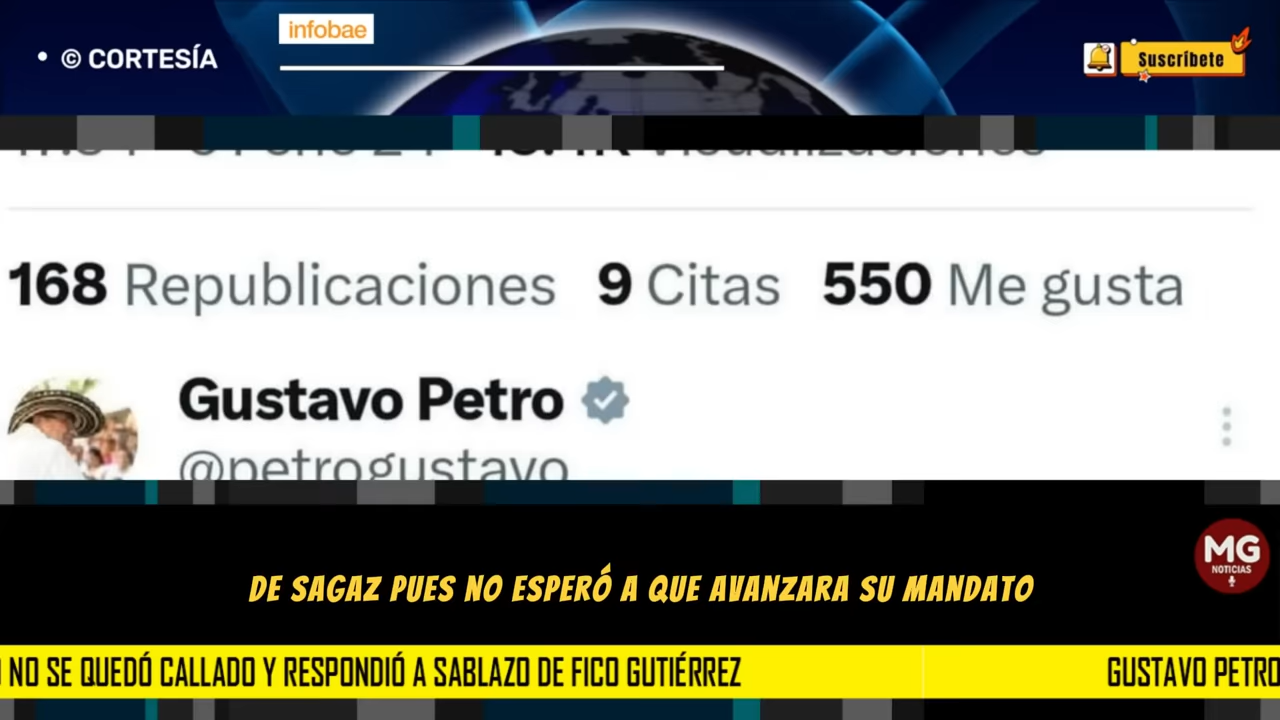 infobae
• © CORTESÍA
Suscríbete
168 Republicaciones 9 Citas 550 Me gusta
Gustavo Petro
@petrogustavo
MG
NOTICIAS
DE SAGAZ PUES NO ESPERÓ A QUE AVANZARA SU MANDATO
NO SE QUEDÓ CALLADO Y RESPONDIÓ A SABLAZO DE FICO GUTIÉRREZ GUSTAVO PETRO